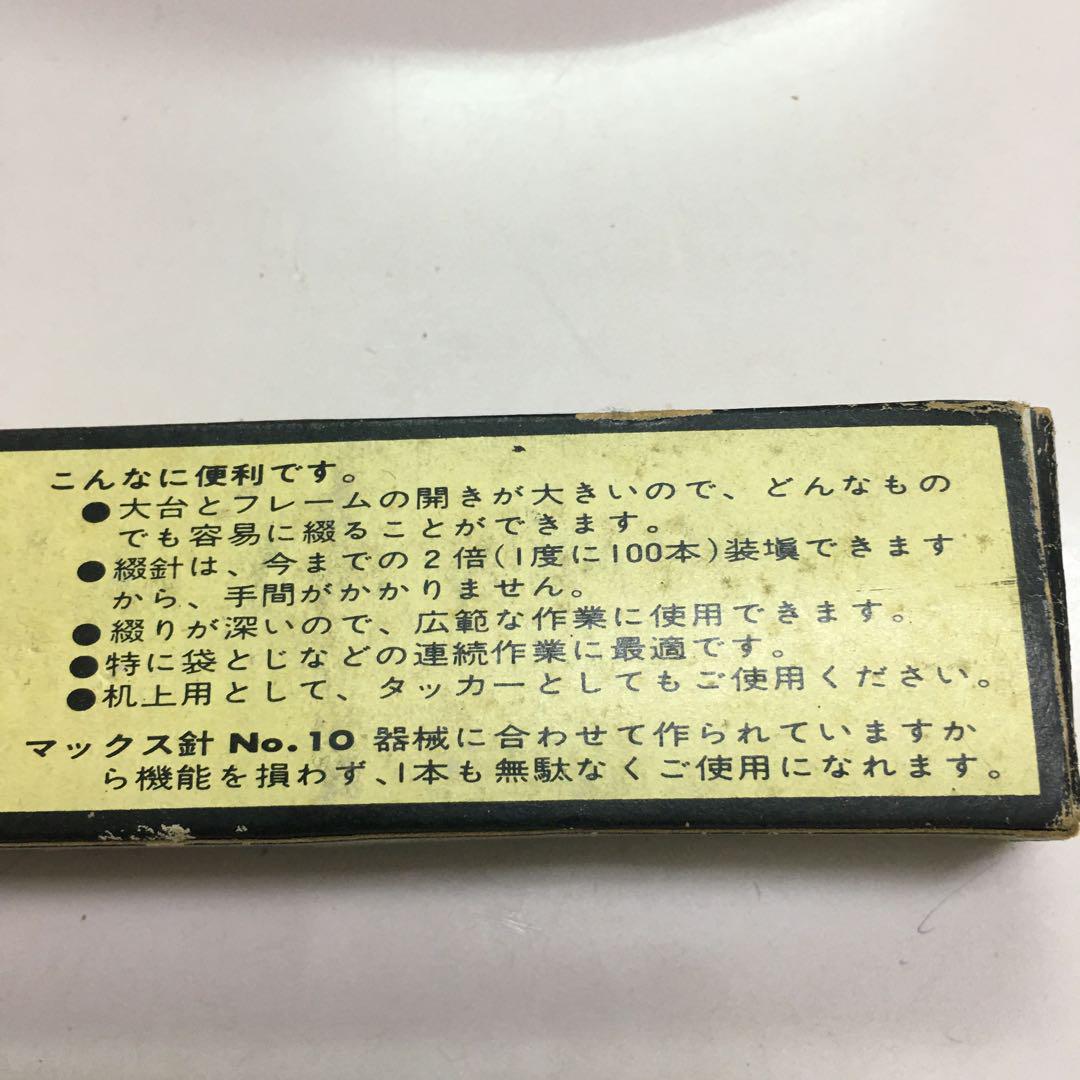 こんなに便利です。
●大台とフレームの開きが大きいので、どんなもの
でも容易に綴ることができます。
●綴針は、今までの2倍(1度に100本)装塡できます
から、手間がかかりません。
●綴りが深いので、広範な作業に使用できます。
●特に袋とじなどの連続作業に最適です。
●机上用として、タッカーとしてもご使用ください。
マックス針 No.10 器械に合わせて作られていますか
ら機能を損わず、1本も無駄なくご使用になれます。